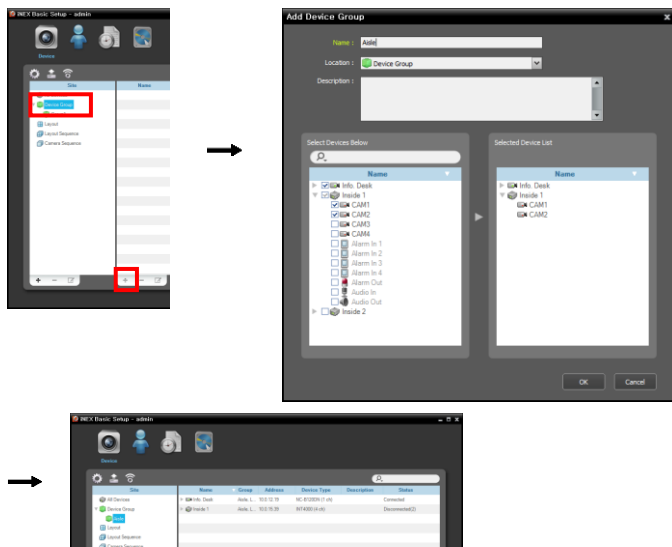 iNEX Basic Setup - admin
Device
Site
Name
Device Group
Layout
Layout Sequence
Camera Sequence
+ -
+ -
Add Device Group
x
Name :
Aisle
Location :
Device Group
Description :
Select Devices Below
Selected Device List
Name
Name
Info. Desk
Inside 1
CAM1
CAM2
CAM3
CAM4
Alarm In 1
Alarm In 2
Alarm In 3
Alarm In 4
Alarm Out
Audio In
Audio Out
Inside 2
Info. Desk
Inside 1
CAM1
CAM2
OK
Cancel
iNEX Basic Setup - admin
Device
Site
Name Group Address Device Type Description Status
All Devices
Info. Desk Aisle, L... Connected
Device Group
Inside 1 Aisle, L... Disconnected(2)
Aisle
Layout
Layout Sequence
Camera Sequence